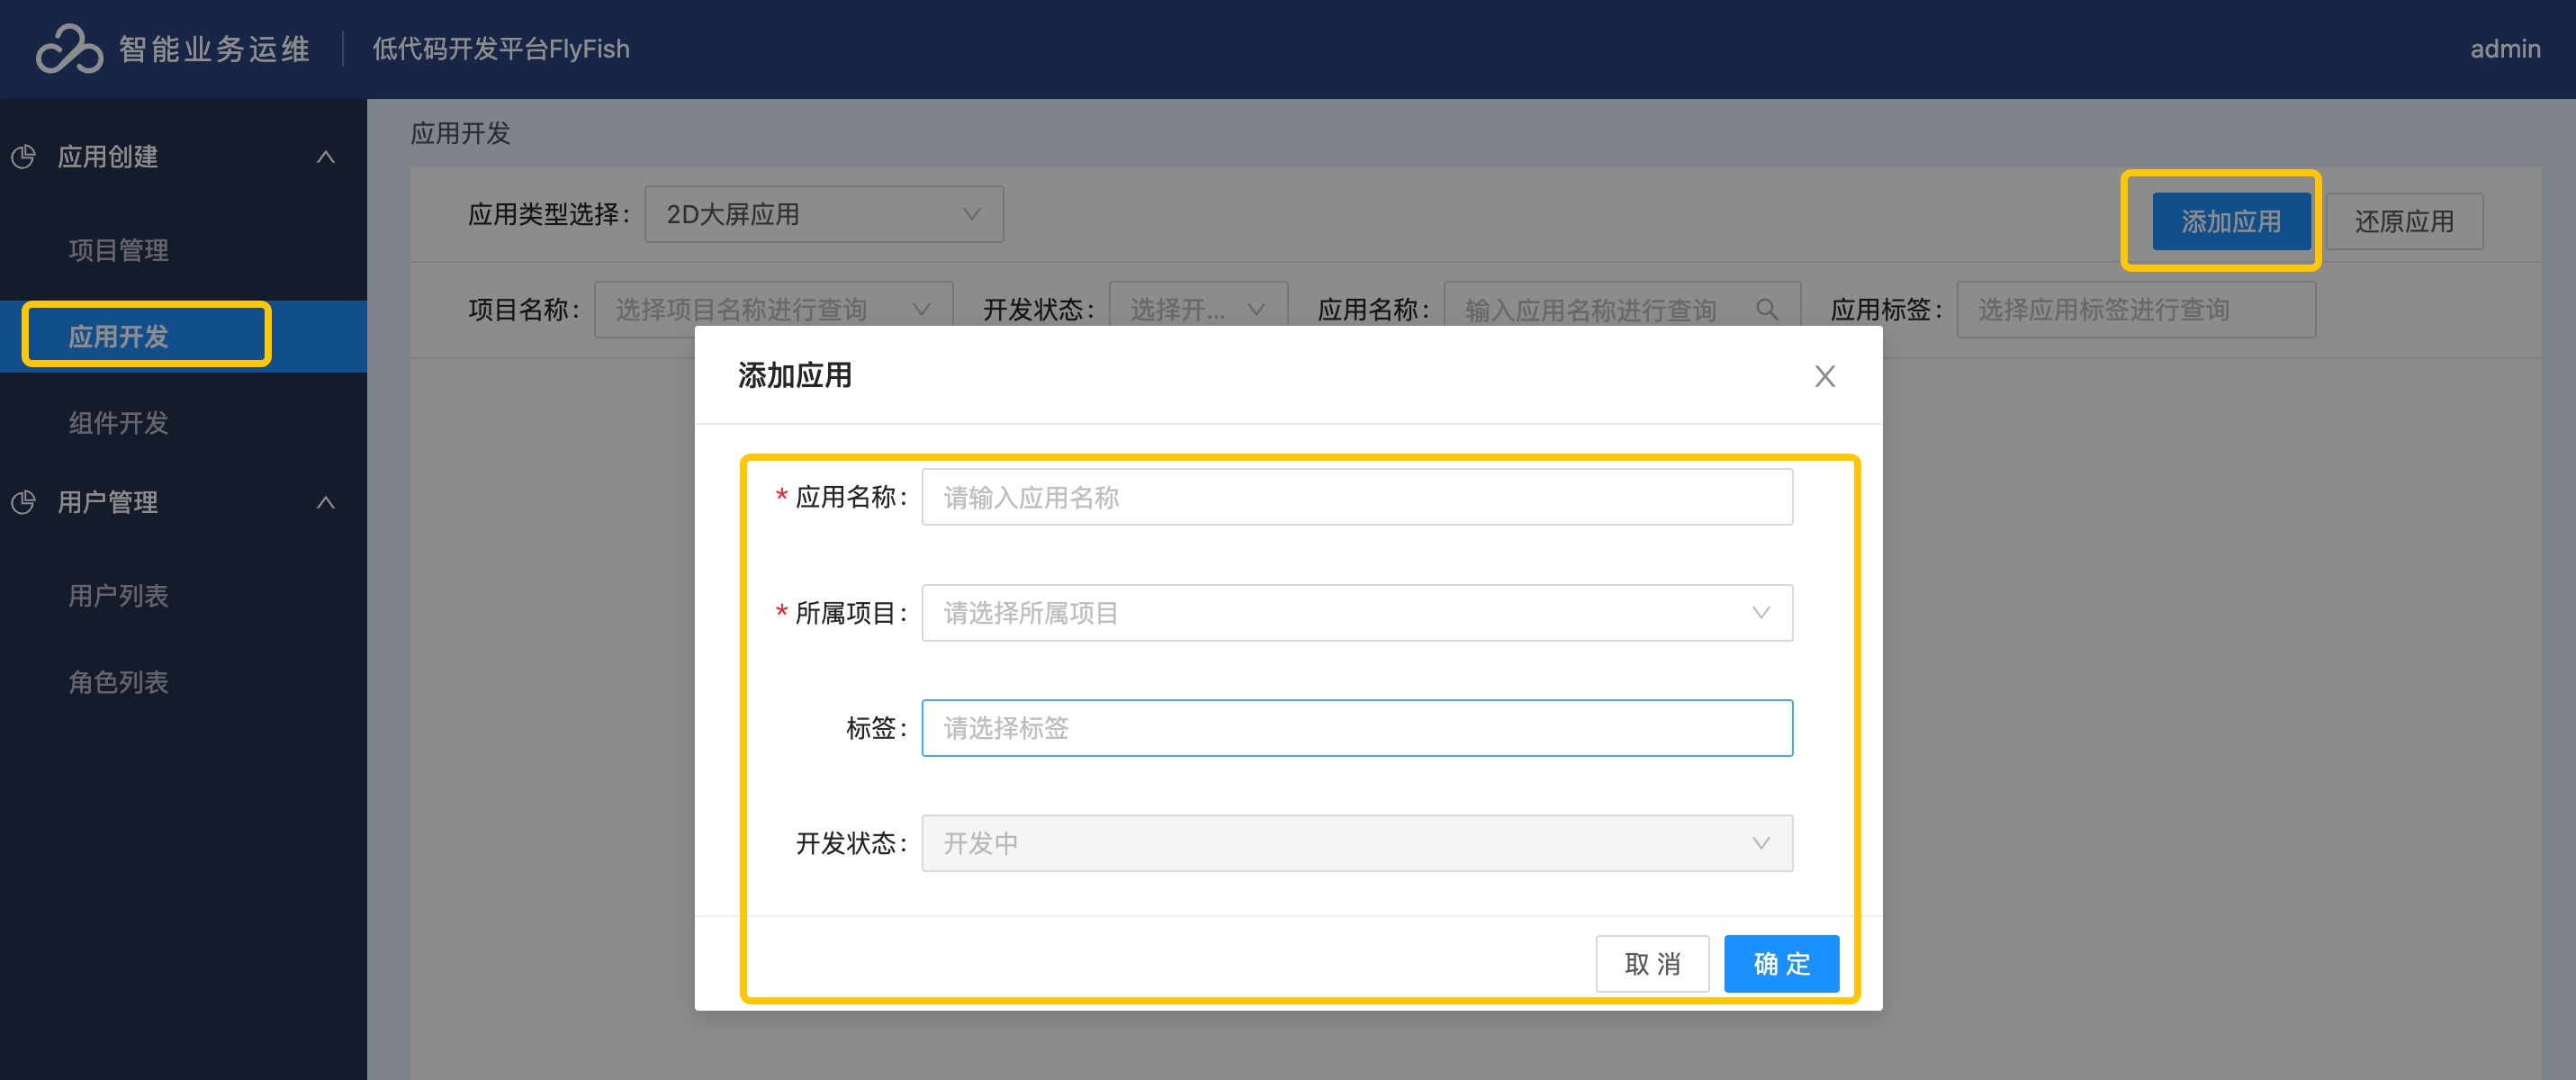 智能业务运维
低代码开发平台FlyFish
admin
应用创建
项目管理
应用开发
组件开发
用户管理
用户列表
角色列表
应用开发
应用类型选择: 2D大屏应用
添加应用 还原应用
项目名称: 选择项目名称进行查询 开发状态: 选择开... 应用名称: 输入应用名称进行查询 应用标签: 选择应用标签进行查询
添加应用
* 应用名称: 请输入应用名称
* 所属项目: 请选择所属项目
标签: 请选择标签
开发状态: 开发中
取 消 确 定